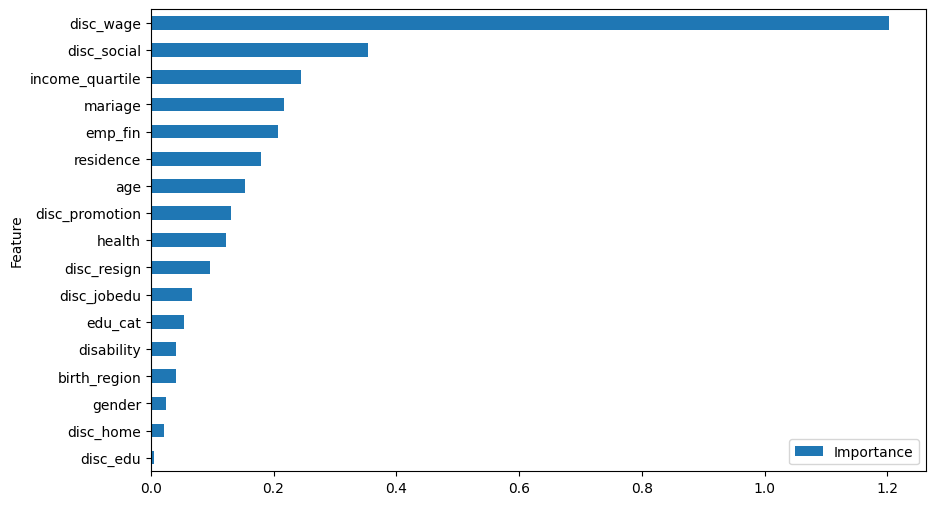 disc_wage
disc_social
income_quartile
mariage
emp_fin
residence
age
disc_promotion
health
disc_resign
disc_jobedu
edu_cat
disability
birth_region
gender
disc_home
disc_edu
Feature
Importance
0.0 0.2 0.4 0.6 0.8 1.0 1.2